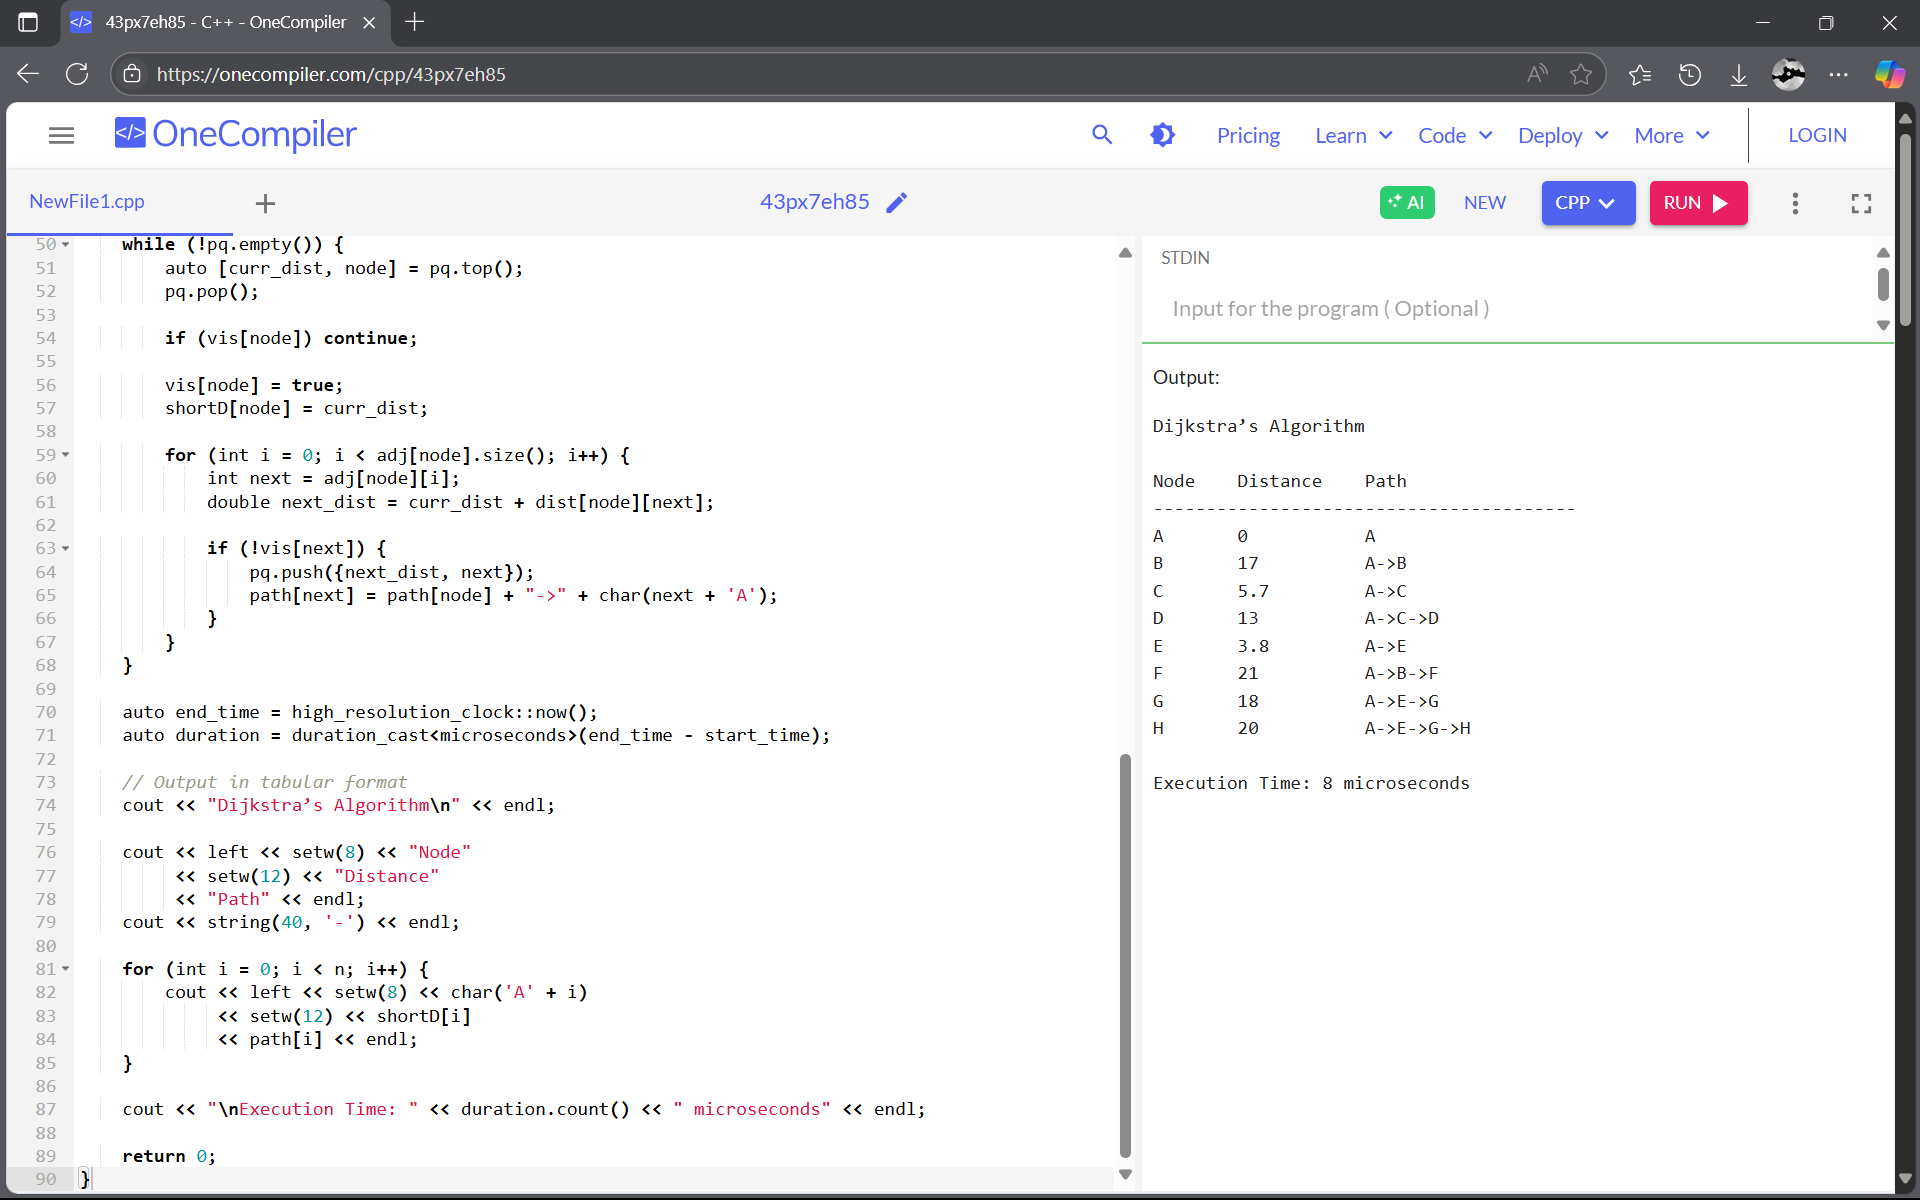 43px7eh85 - C++ - OneCompiler
https://onecompiler.com/cpp/43px7eh85
</> OneCompiler
Pricing Learn Code Deploy More LOGIN
NewFile1.cpp
43px7eh85
AI NEW CPP RUN
50 while (!pq.empty()) {
51 auto [curr_dist, node] = pq.top();
52 pq.pop();
53
54 if (vis[node]) continue;
55
56 vis[node] = true;
57 shortD[node] = curr_dist;
58
59 for (int i = 0; i < adj[node].size(); i++) {
60 int next = adj[node][i];
61 double next_dist = curr_dist + dist[node][next];
62
63 if (!vis[next]) {
64 pq.push({next_dist, next});
65 path[next] = path[node] + "->" + char(next + 'A');
66 }
67 }
68 }
69
70 auto end_time = high_resolution_clock::now();
71 auto duration = duration_cast<microseconds>(end_time - start_time);
72
73 // Output in tabular format
74 cout << "Dijkstra’s Algorithm\n" << endl;
75
76 cout << left << setw(8) << "Node"
77 << setw(12) << "Distance"
78 << "Path" << endl;
79 cout << string(40, '-') << endl;
80
81 for (int i = 0; i < n; i++) {
82 cout << left << setw(8) << char('A' + i)
83 << setw(12) << shortD[i]
84 << path[i] << endl;
85 }
86
87 cout << "\nExecution Time: " << duration.count() << " microseconds" << endl;
88
89 return 0;
90 }
STDIN
Input for the program ( Optional )
Output:
Dijkstra’s Algorithm
Node Distance Path
----------------------------------------
A 0 A
B 17 A->B
C 5.7 A->C
D 13 A->C->D
E 3.8 A->E
F 21 A->B->F
G 18 A->E->G
H 20 A->E->G->H
Execution Time: 8 microseconds